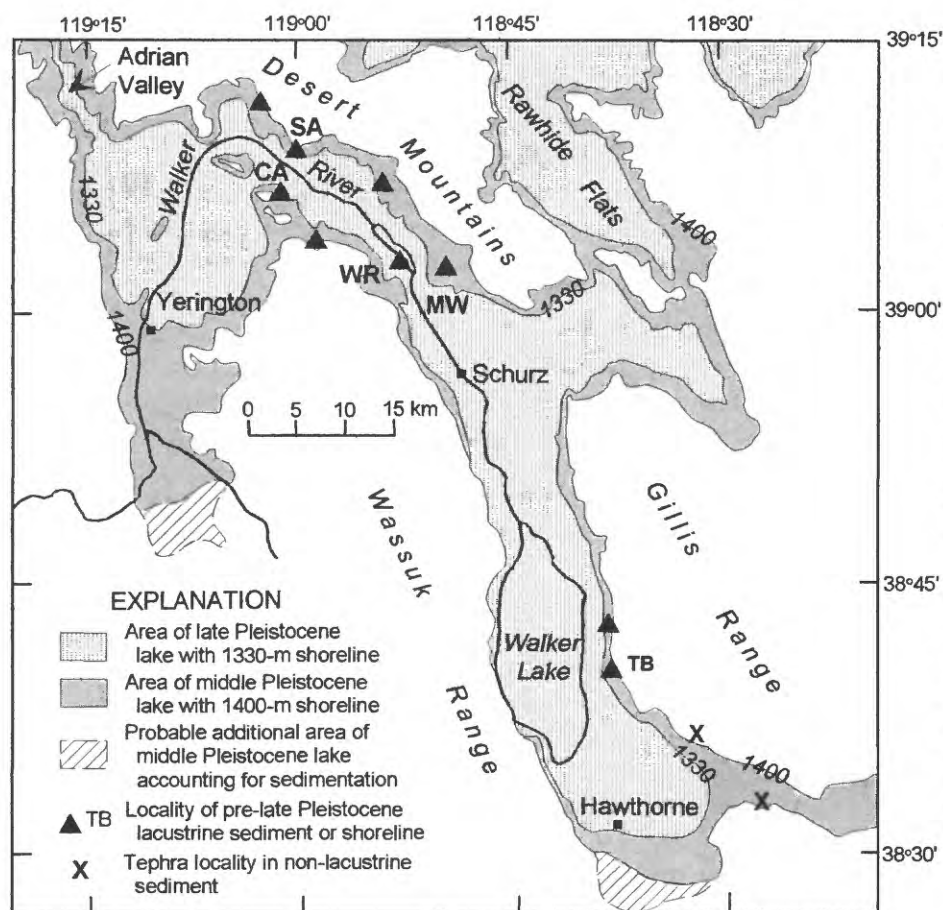 119°15' 119°00' 118°45' 118°30'
39°15'
Adrian
Valley
Desert
Mountains
Rawhide
Flats
SA
CA
Walker
River
1330
1400
WR
MW
1330
Yerington
1400
39°00'
Schurz
0 5 10 15 km
Wassuk
Range
Gillis
Range
38°45'
Walker
Lake
TB
X
1330
1400
X
Hawthorne
38°30'
EXPLANATION
Area of late Pleistocene
lake with 1330-m shoreline
Area of middle Pleistocene
lake with 1400-m shoreline
Probable additional area of
middle Pleistocene lake
accounting for sedimentation
TB Locality of pre-late Pleistocene
lacustrine sediment or shoreline
X Tephra locality in non-lacustrine
sediment